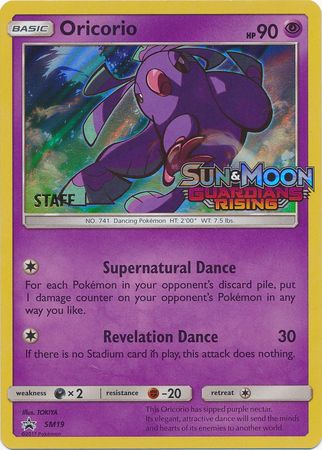 BASIC Oricorio HP 90
STAFF
SUN & MOON
GUARDIANS
RISING
NO. 741 Dancing Pokémon HT: 2'00" WT: 7.5 lbs.
Supernatural Dance
For each Pokémon in your opponent's discard pile, put
1 damage counter on your opponent's Pokémon in
any way you like.
Revelation Dance 30
If there is no Stadium card in play, this attack does nothing.
weakness × 2 resistance -20 retreat
Illus. TOKIYA
SM19
©2017 Pokémon
This Oricorio has sipped purple nectar.
Its elegant, attractive dance will send the minds
and hearts of its enemies to another world.